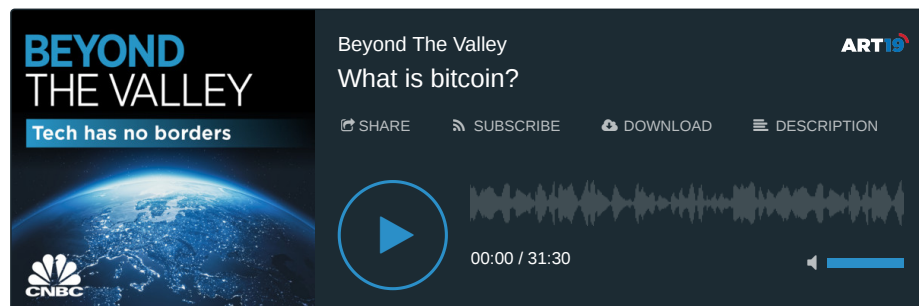 BEYOND
THE VALLEY
Tech has no borders
CNBC
Beyond The Valley
ART19
What is bitcoin?
SHARE SUBSCRIBE DOWNLOAD DESCRIPTION
00:00 / 31:30